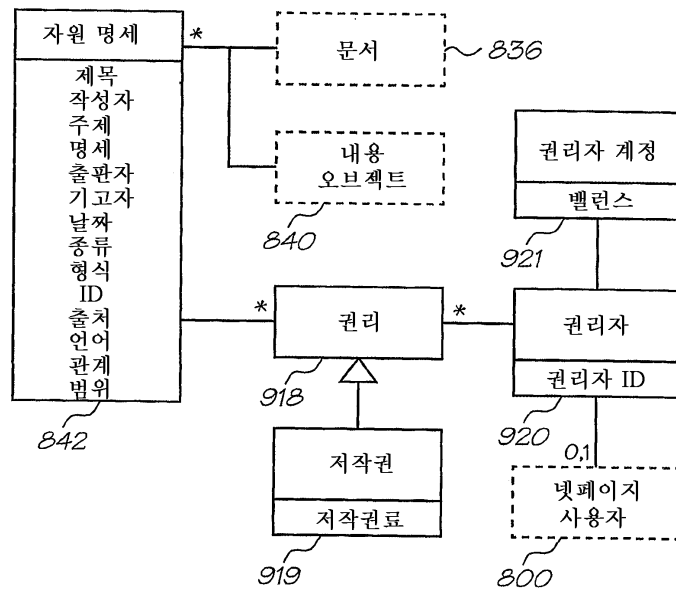 자원 명세
*
제목
작성자
주제
명세
출판자
기고자
날짜
종류
형식
ID
출처
언어
관계
범위
842
문서
836
내용
오브젝트
840
권리자 계정
밸런스
921
*
권리
918
*
권리자
권리자 ID
920
저작권
저작권료
919
0,1
넷페이지
사용자
800